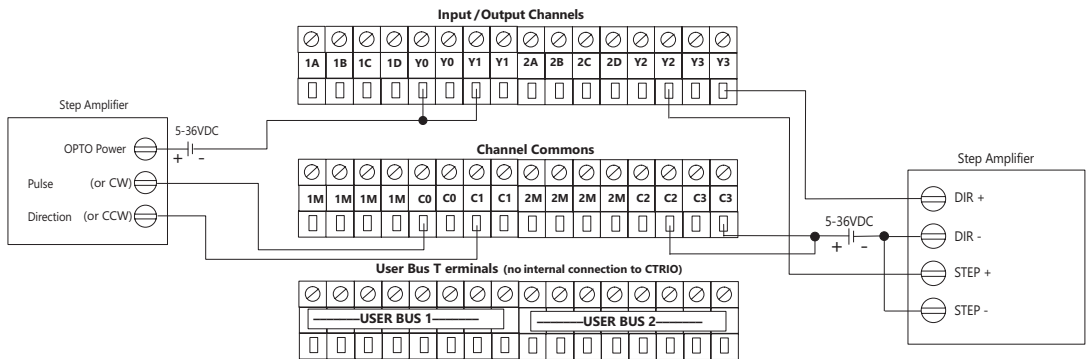 Input /Output Channels
1A 1B 1C 1D Y0 Y0 Y1 Y1 2A 2B 2C 2D Y2 Y2 Y3 Y3
Step Amplifier
OPTO Power
5-36VDC
+ -
Pulse (or CW)
Direction (or CCW)
Channel Commons
1M 1M 1M 1M C0 C0 C1 C1 2M 2M 2M 2M C2 C2 C3 C3
Step Amplifier
5-36VDC
+ -
DIR +
DIR -
STEP +
STEP -
User Bus T erminals (no internal connection to CTRIO)
USER BUS 1
USER BUS 2